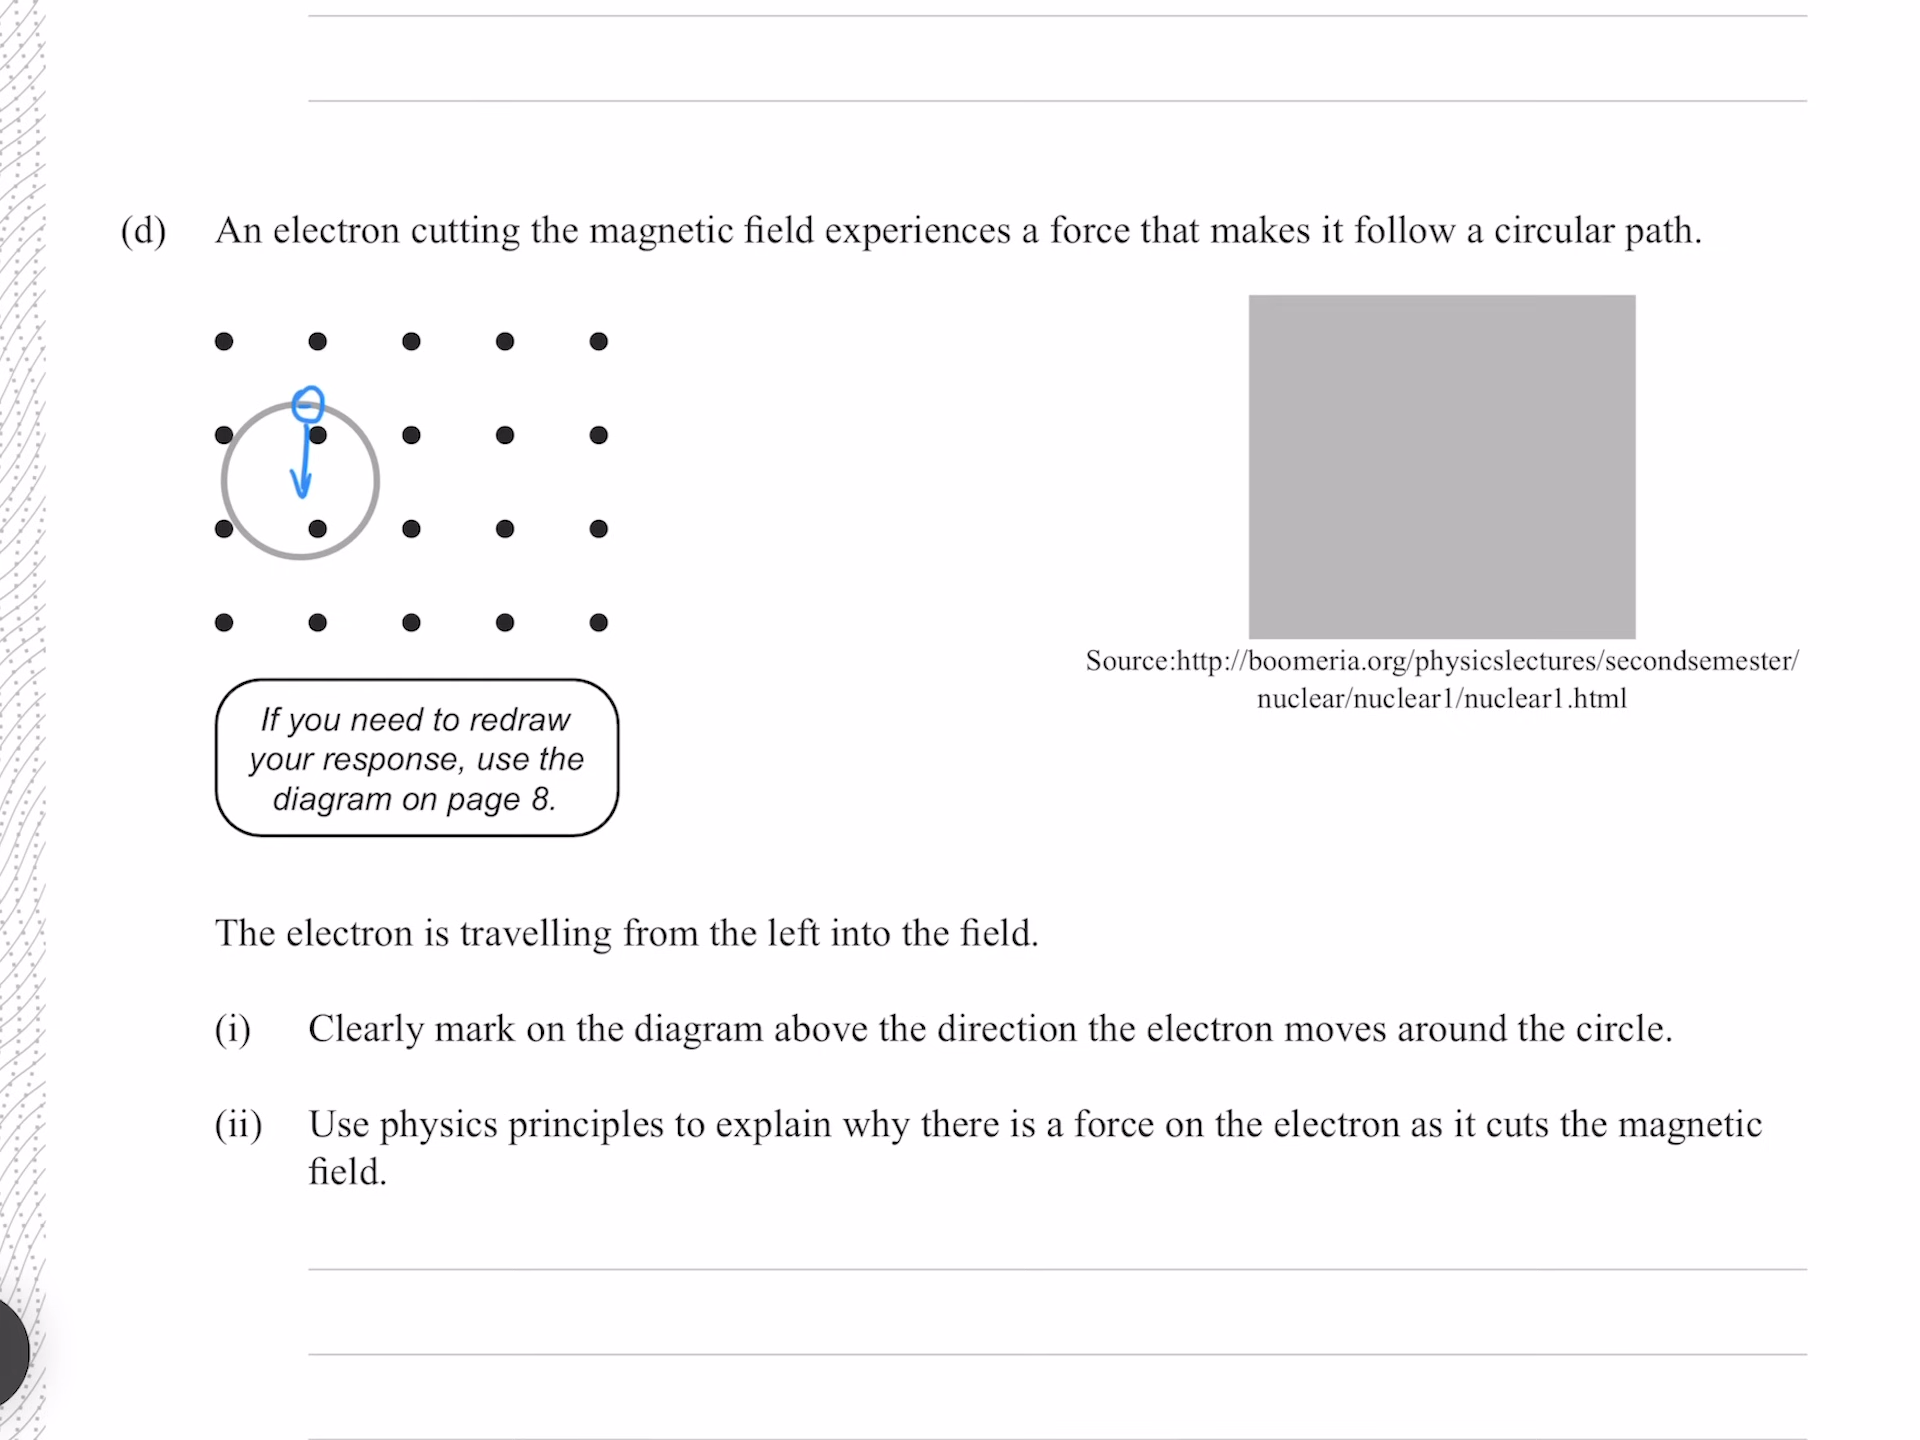 (d) An electron cutting the magnetic field experiences a force that makes it follow a circular path.
Source:http://boomeria.org/physicslectures/secondsemester/
nuclear/nuclear1/nuclear1.html
If you need to redraw
your response, use the
diagram on page 8.
The electron is travelling from the left into the field.
(i) Clearly mark on the diagram above the direction the electron moves around the circle.
(ii) Use physics principles to explain why there is a force on the electron as it cuts the magnetic
field.